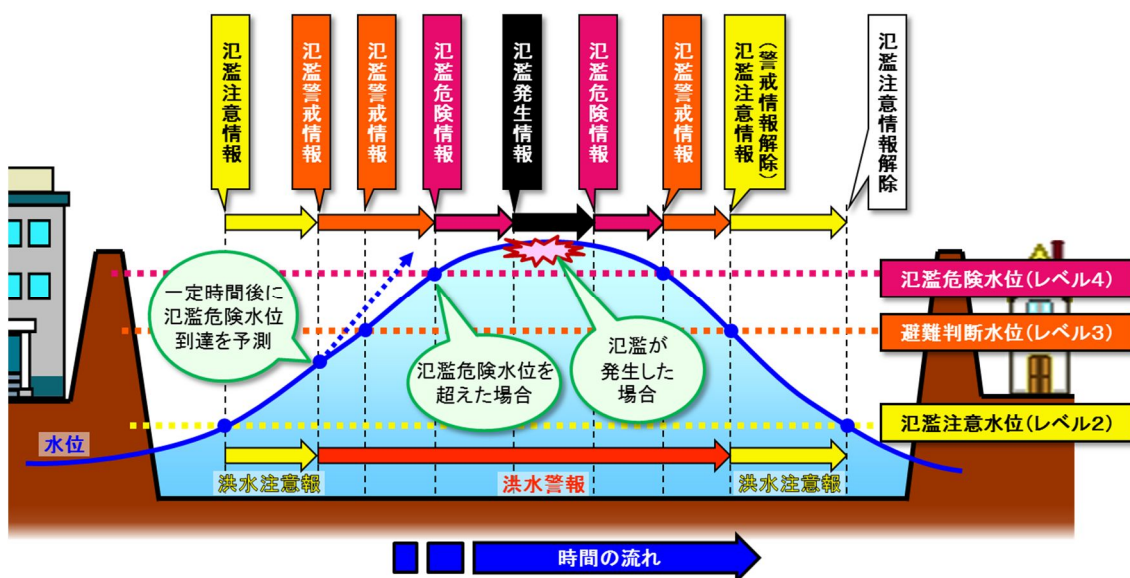 氾濫注意情報
氾濫警戒情報
氾濫警戒情報
氾濫危険情報
氾濫発生情報
氾濫危険情報
氾濫警戒情報
(警戒情報解除)
氾濫注意情報
氾濫注意情報解除
一定時間後に
氾濫危険水位
到達を予測
氾濫危険水位を
超えた場合
氾濫が
発生した
場合
氾濫危険水位(レベル4)
避難判断水位(レベル3)
氾濫注意水位(レベル2)
水位
洪水注意報
洪水警報
洪水注意報
時間の流れ